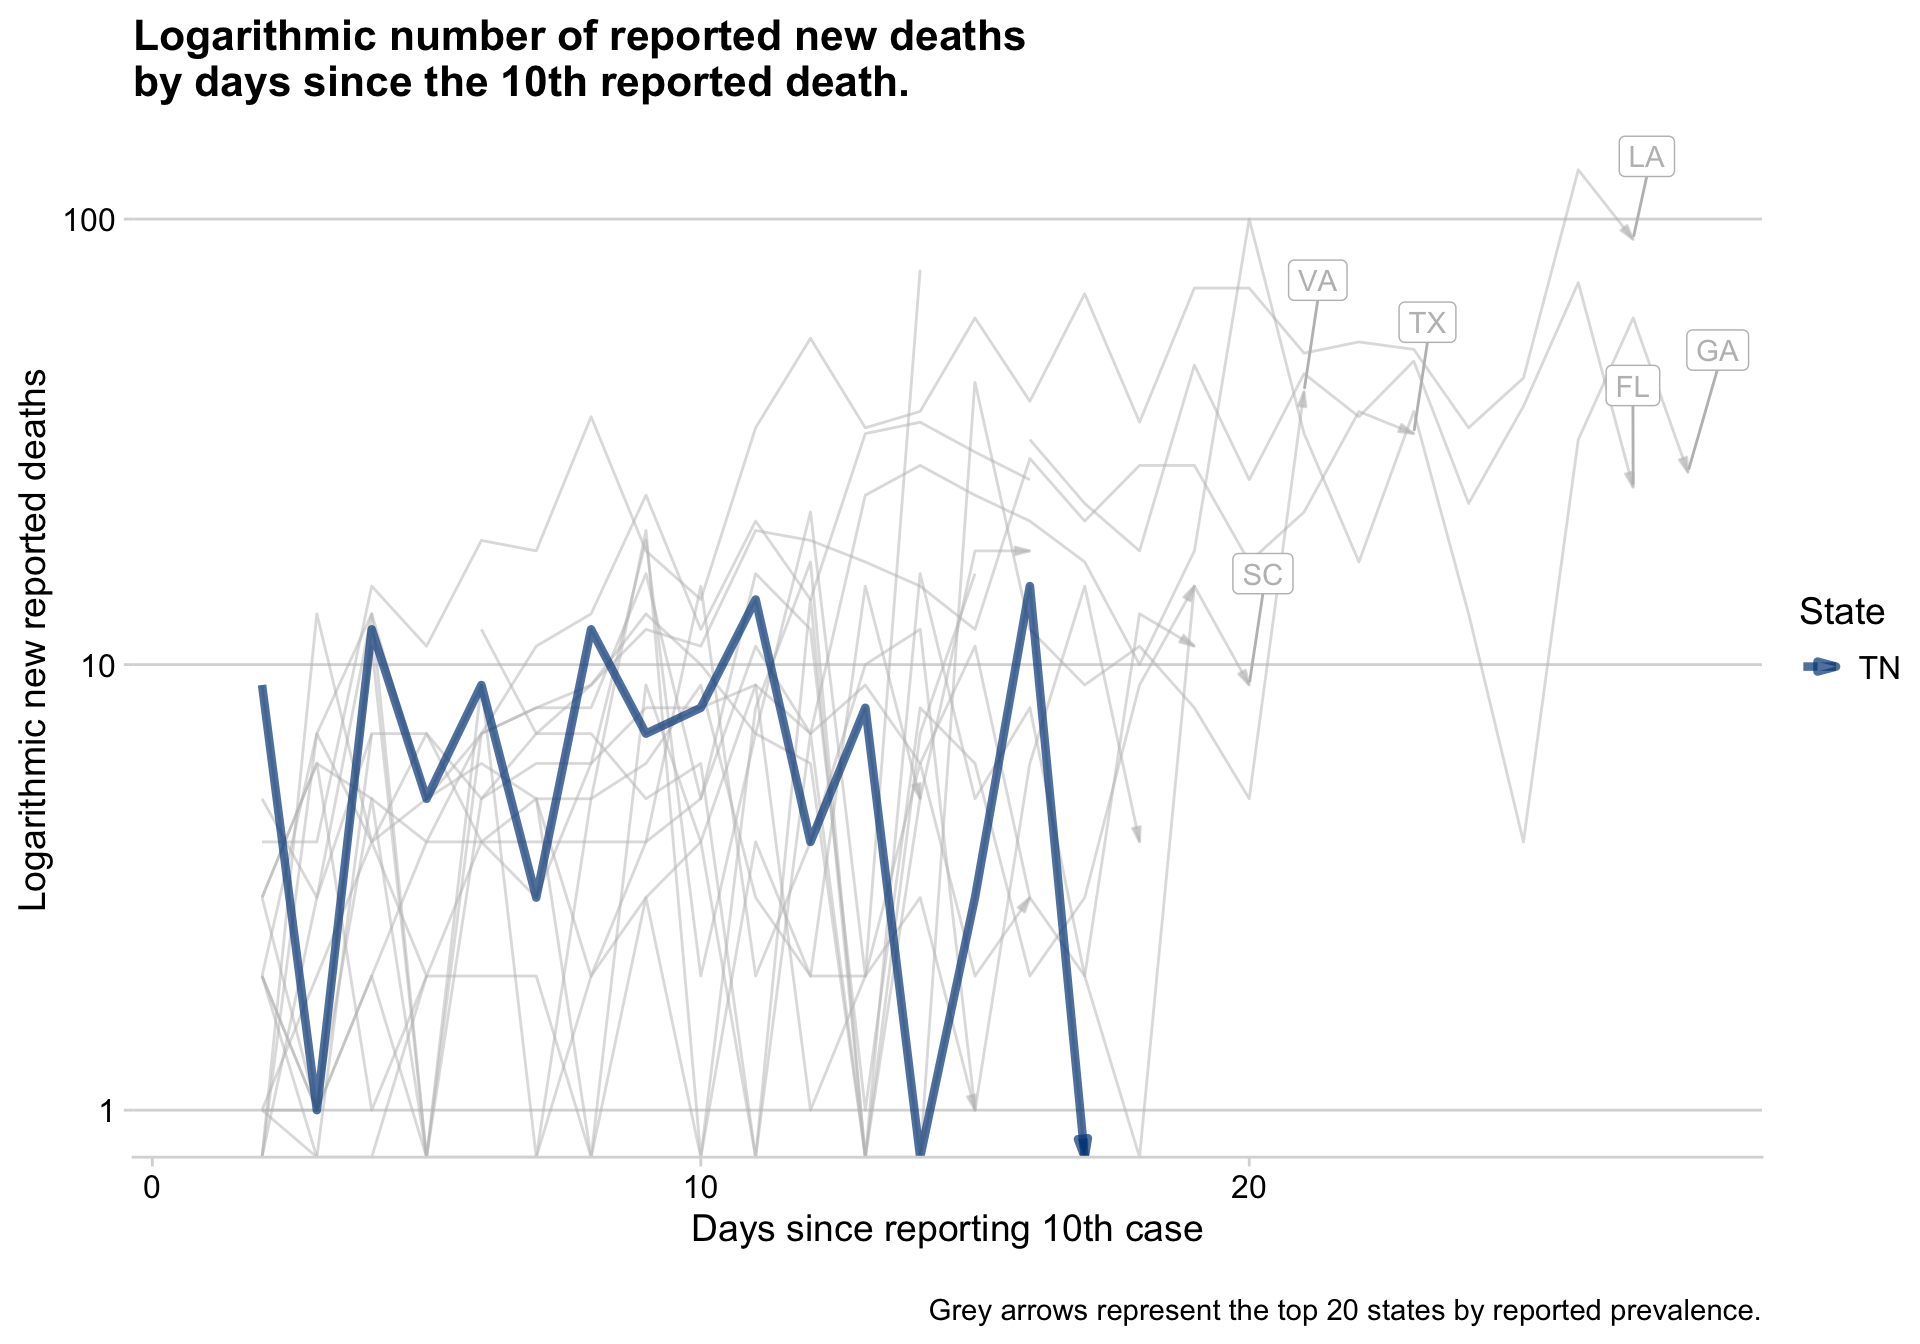 Logarithmic number of reported new deaths
by days since the 10th reported death.
Logarithmic new reported deaths
100
10
1
LA
VA
TX
GA
FL
SC
State
TN
0
10
20
Days since reporting 10th case
Grey arrows represent the top 20 states by reported prevalence.